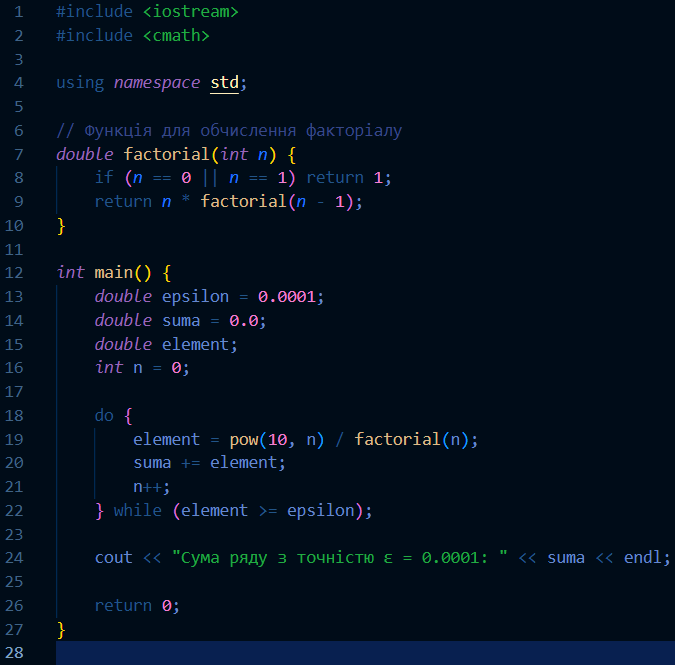 1 #include <iostream>
2 #include <cmath>
3
4 using namespace std;
5
6 // Функція для обчислення факторіалу
7 double factorial(int n) {
8     if (n == 0 || n == 1) return 1;
9     return n * factorial(n - 1);
10 }
11
12 int main() {
13     double epsilon = 0.0001;
14     double suma = 0.0;
15     double element;
16     int n = 0;
17
18     do {
19         element = pow(10, n) / factorial(n);
20         suma += element;
21         n++;
22     } while (element >= epsilon);
23
24     cout << "Сума ряду з точністю ε = 0.0001: " << suma << endl;
25
26     return 0;
27 }
28